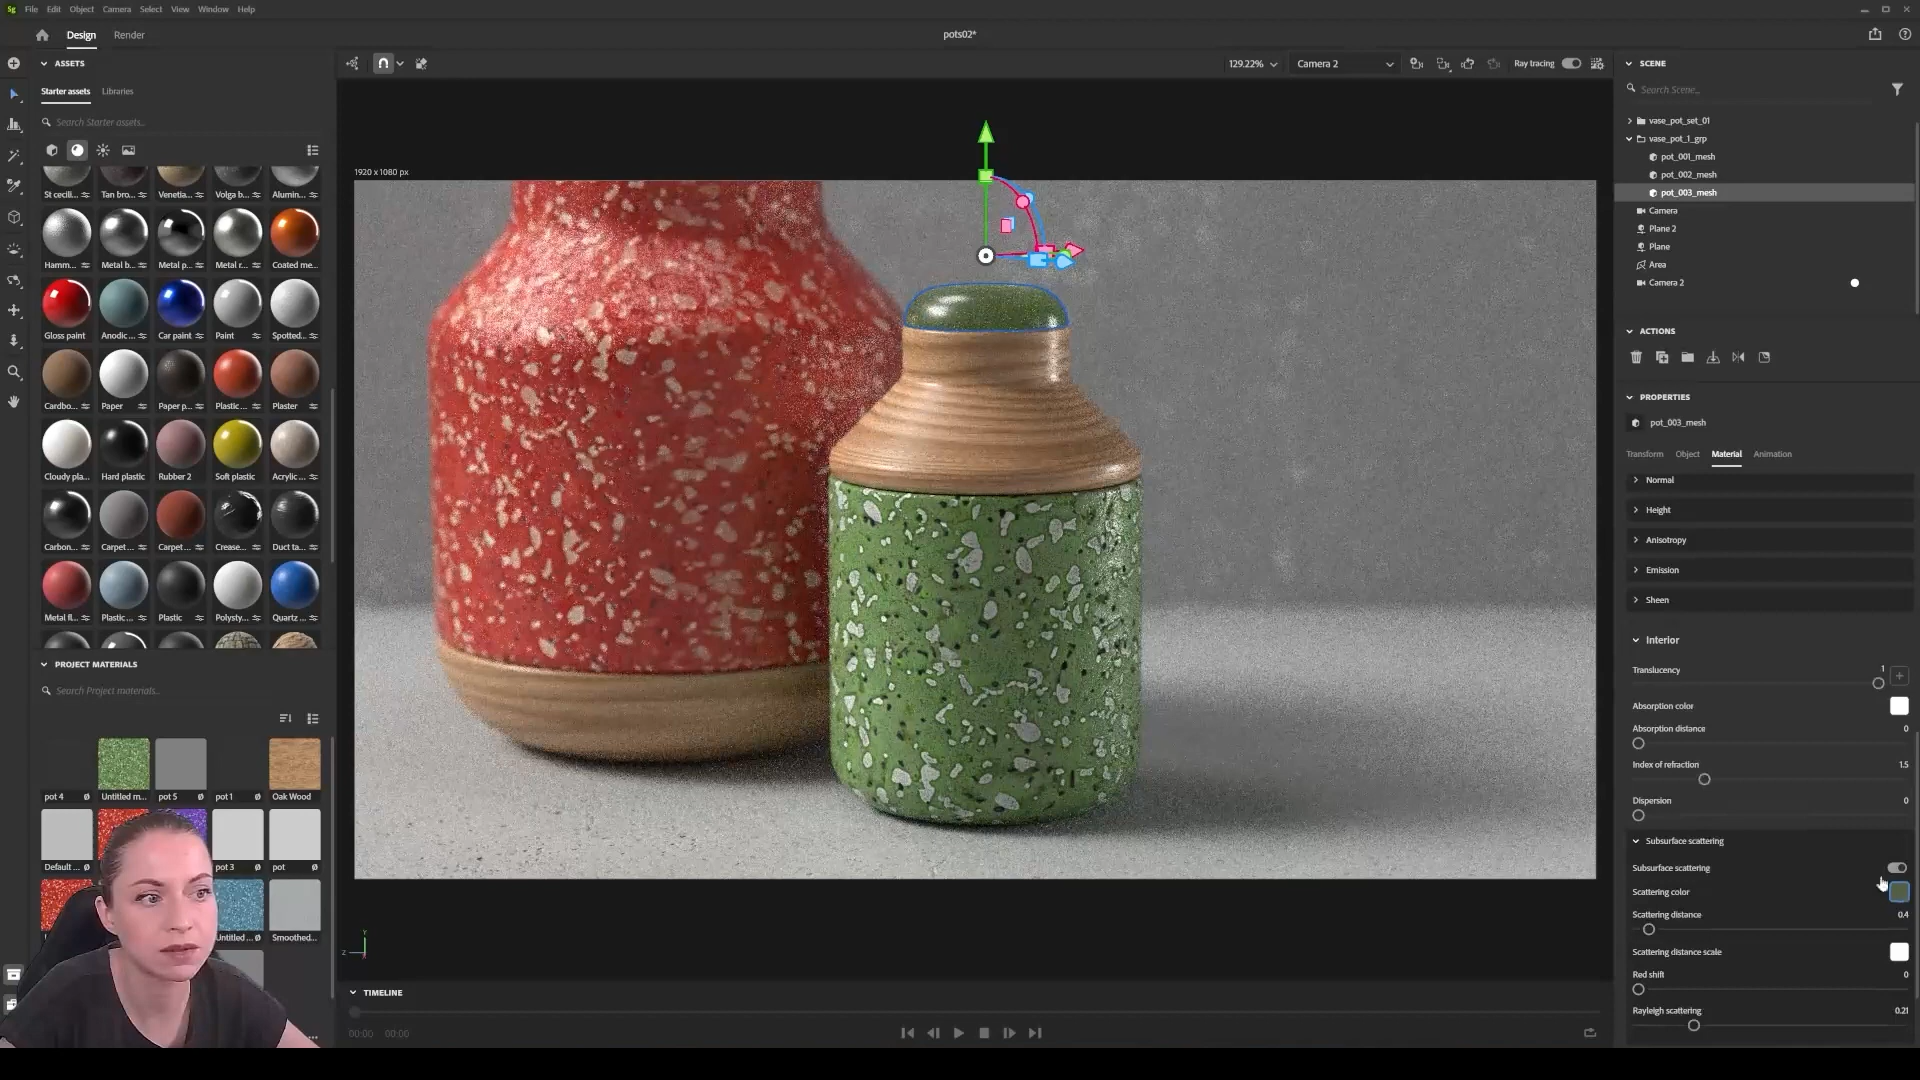 Sg File Edit Object Camera Select View Window Help
Design Render
pots02*
ASSETS
Starter assets Libraries
Search Starter assets...
St cecili... Tan bro... Venetia... Volga b... Alumin...
Hamm... Metal b... Metal p... Metal r... Coated me...
Gloss paint Anodic ... Car paint Paint Spotted...
Cardbo... Paper Paper p... Plastic ... Plaster
Cloudy pla... Hard plastic Rubber 2 Soft plastic Acrylic ...
Carbon... Carpet ... Carpet ... Crease... Duct ta...
Metal fl... Plastic ... Plastic Polysty... Quartz ...
PROJECT MATERIALS
Search Project materials...
pot 4 Untitled m... pot 5 pot 1 Oak Wood
Default ... pot 3 pot
Untitled ... Smoothed...
129.22% Camera 2 Ray tracing
1920 x 1080 px
Y
Z
TIMELINE
00:00 00:00
SCENE
Search Scene...
vase_pot_set_01
vase_pot_1_grp
pot_001_mesh
pot_002_mesh
pot_003_mesh
Camera
Plane 2
Plane
Area
Camera 2
ACTIONS
PROPERTIES
pot_003_mesh
Transform Object Material Animation
Normal
Height
Anisotropy
Emission
Sheen
Interior
Translucency 1
Absorption color
Absorption distance 0
Index of refraction 1.5
Dispersion 0
Subsurface scattering
Subsurface scattering
Scattering color
Scattering distance 0.4
Scattering distance scale
Red shift 0
Rayleigh scattering 0.21